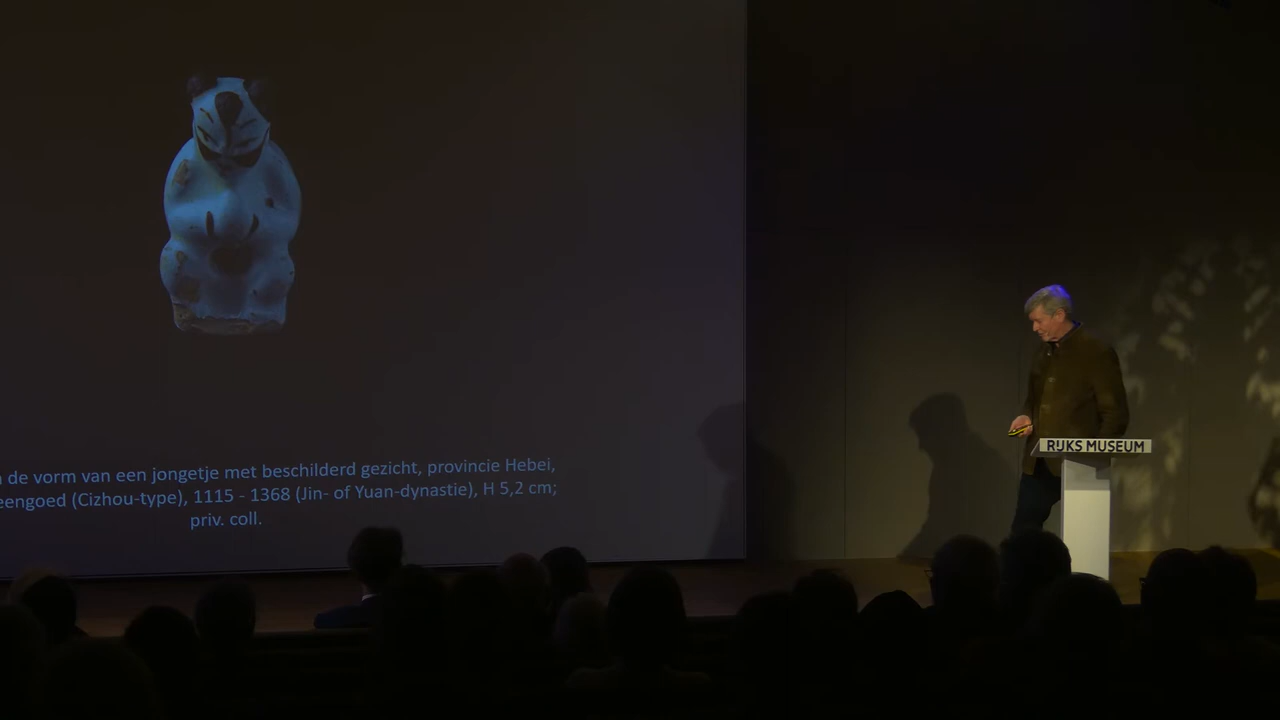 de vorm van een jongetje met beschilderd gezicht, provincie Hebei,
(Cizhou-type), 1115 - 1368 (Jin- of Yuan-dynastie), H 5,2 cm;
priv. coll.
RIJKS MUSEUM